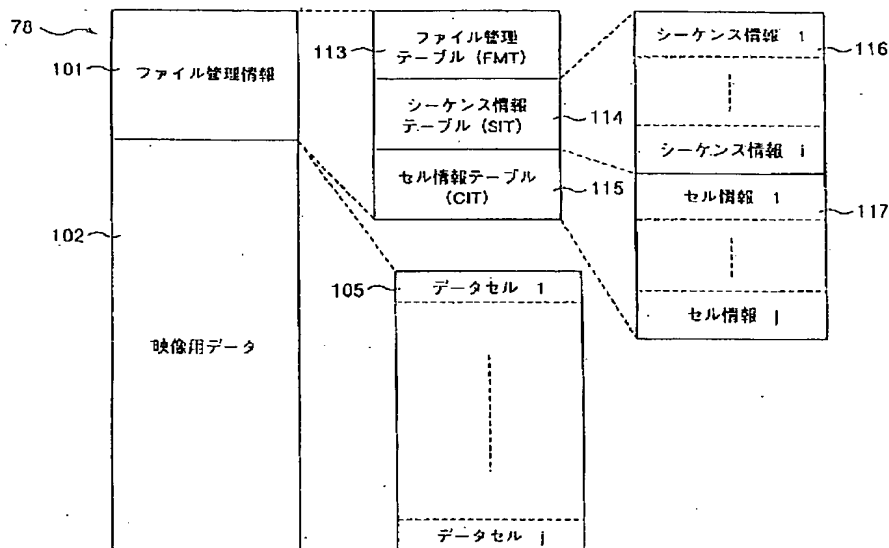 78
101
ファイル管理情報
102
映像用データ
113
ファイル管理
テーブル (FMT)
シーケンス情報
テーブル (SIT)
114
セル情報テーブル
(CIT)
115
105
データセル 1
データセル j
シーケンス情報 1
116
シーケンス情報 i
セル情報 1
117
セル情報 j